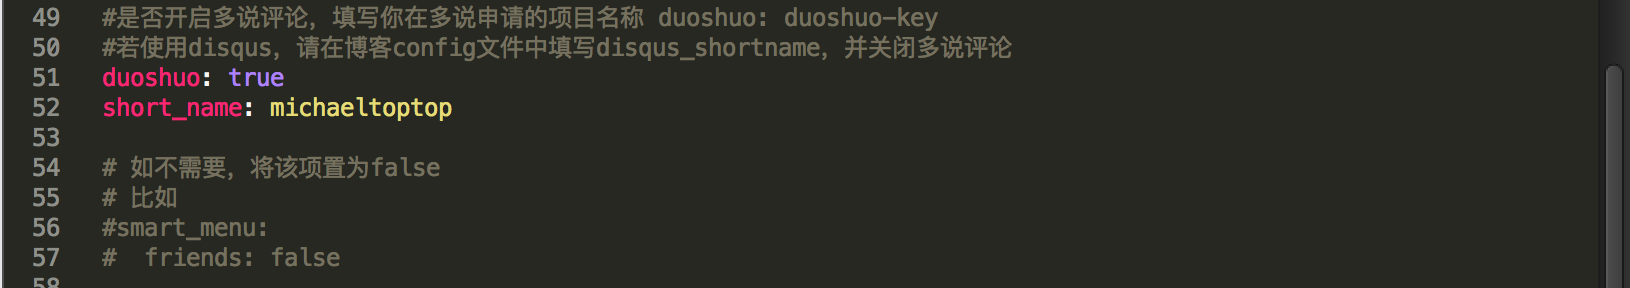 49 #是否开启多说评论，填写你在多说申请的项目名称 duoshuo: duoshuo-key
50 #若使用disqus，请在博客config文件中填写disqus_shortname，并关闭多说评论
51 duoshuo: true
52 short_name: michaeltoptop
53
54 # 如不需要，将该项置为false
55 # 比如
56 #smart_menu:
57 #  friends: false
58